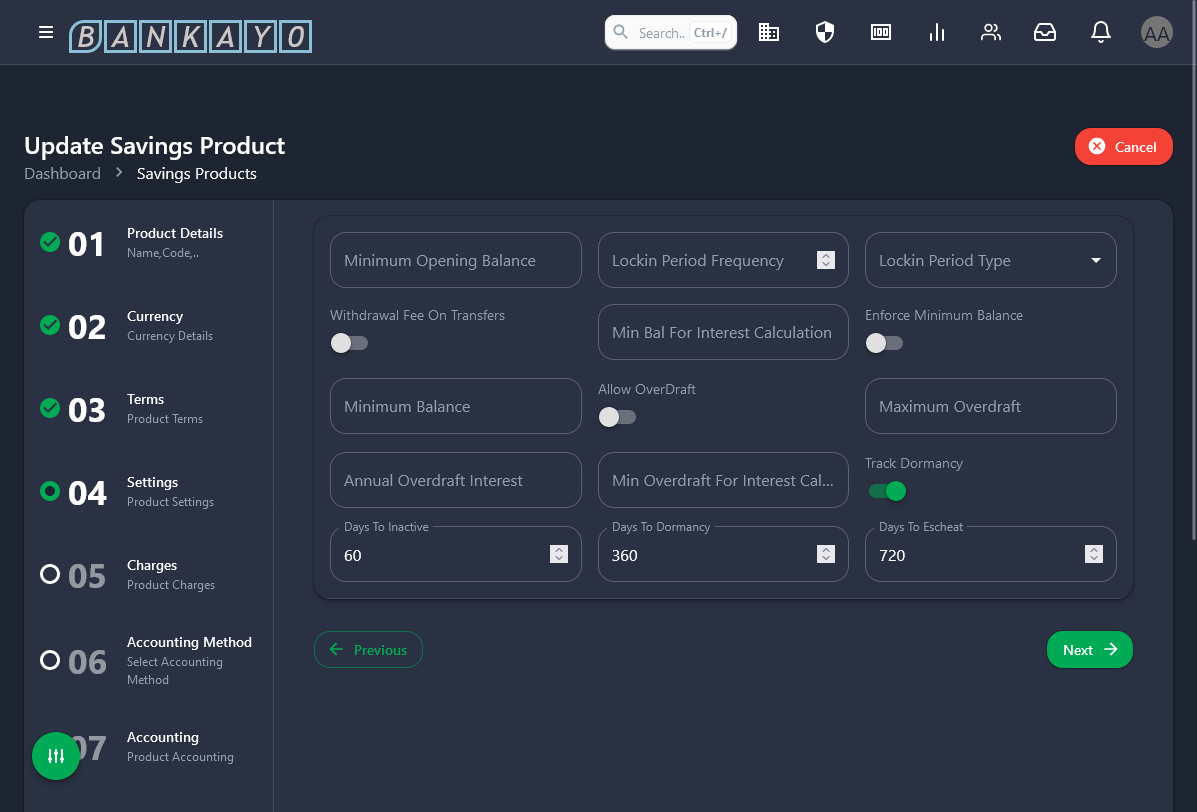 BANKAYO
Search.. Ctrl+/
AA
Update Savings Product
Cancel
Dashboard
Savings Products
01
Product Details
Name,Code,..
02
Currency
Currency Details
03
Terms
Product Terms
04
Settings
Product Settings
05
Charges
Product Charges
06
Accounting Method
Select Accounting
Method
07
Accounting
Product Accounting
Minimum Opening Balance
Lockin Period Frequency
Lockin Period Type
Withdrawal Fee On Transfers
Min Bal For Interest Calculation
Enforce Minimum Balance
Minimum Balance
Allow OverDraft
Maximum Overdraft
Annual Overdraft Interest
Min Overdraft For Interest Cal...
Track Dormancy
Days To Inactive
60
Days To Dormancy
360
Days To Escheat
720
Previous
Next